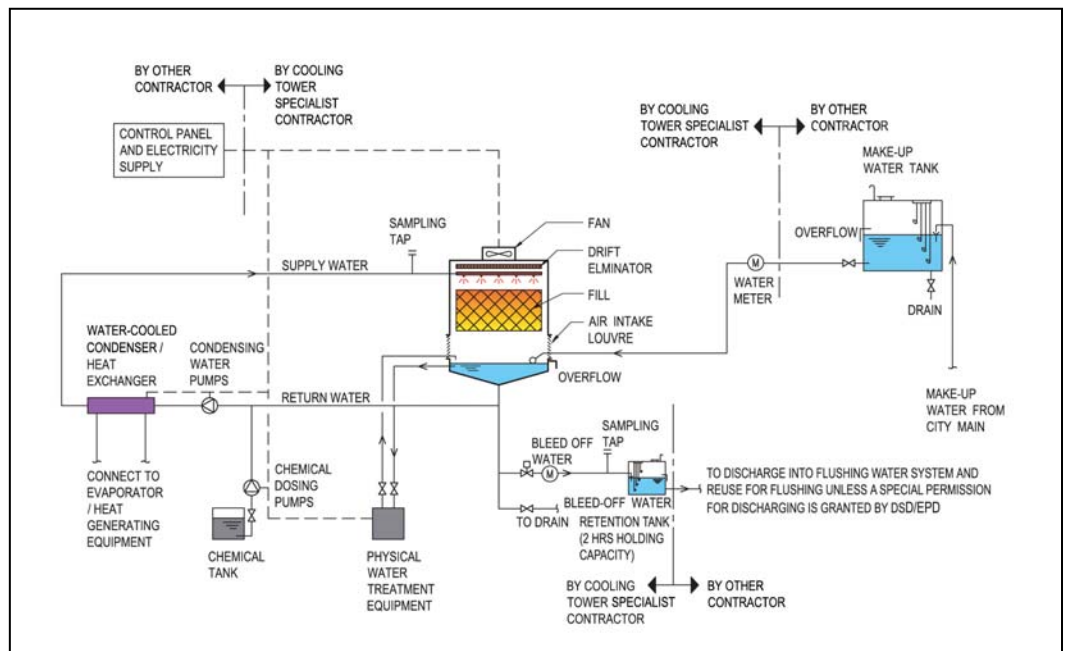 BY OTHER
CONTRACTOR
BY COOLING
TOWER
SPECIALIST
CONTRACTOR
CONTROL PANEL
AND ELECTRICITY
SUPPLY
BY COOLING
TOWER SPECIALIST
CONTRACTOR
BY OTHER
CONTRACTOR
MAKE-UP
WATER TANK
OVERFLOW
SAMPLING
TAP
FAN
DRIFT
ELMINATOR
SUPPLY WATER
FILL
M
WATER
METER
DRAIN
AIR INTAKE
LOUVRE
OVERFLOW
WATER-COOLED
CONDENSER /
HEAT
EXCHANGER
CONDENSING
WATER
PUMPS
RETURN WATER
MAKE-UP
WATER FROM
CITY MAIN
CONNECT TO
EVAPORATOR
/ HEAT
GENERATING
EQUIPMENT
CHEMICAL
DOSING
PUMPS
CHEMICAL
TANK
PHYSICAL
WATER
TREATMENT
EQUIPMENT
BLEED OFF
WATER
M
SAMPLING
TAP
TO DRAIN
BLEED-OFF WATER
RETENTION TANK
(2 HRS HOLDING
CAPACITY)
TO DISCHARGE INTO FLUSHING WATER SYSTEM AND
REUSE FOR FLUSHING UNLESS A SPECIAL PERMISSION
FOR DISCHARGING IS GRANTED BY DSD/EPD
BY COOLING
TOWER SPECIALIST
CONTRACTOR
BY OTHER
CONTRACTOR